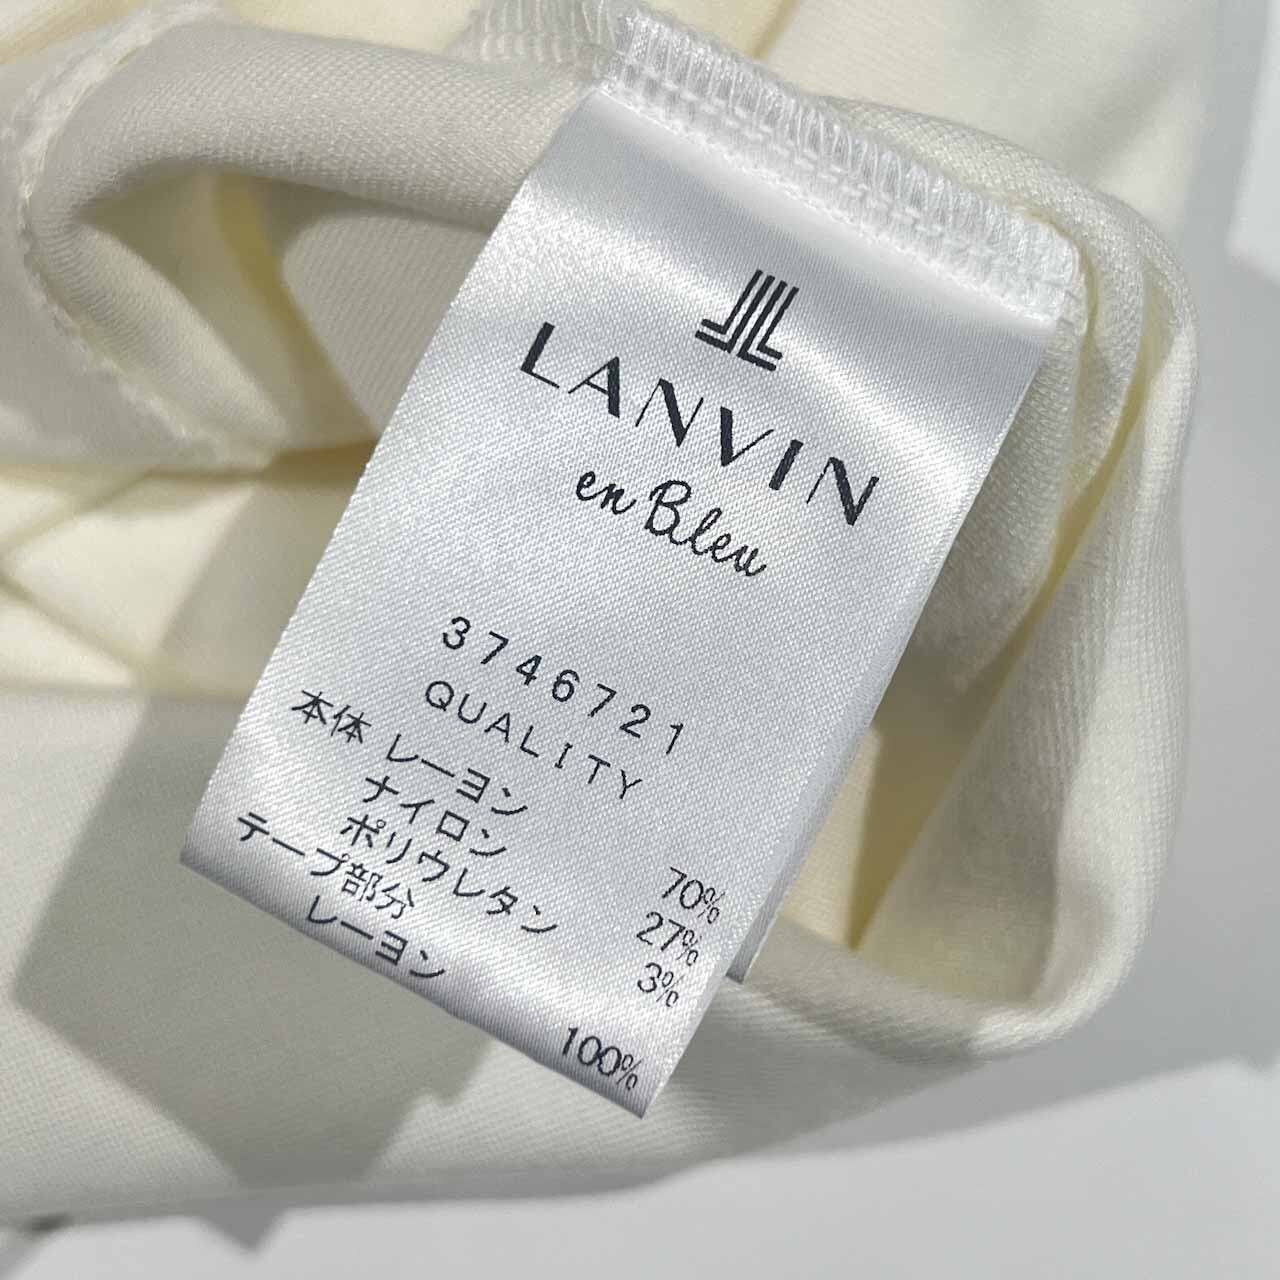 LANVIN
en Bleu
3746721
QUALITY
本体 レーヨン 70%
ナイロン 27%
ポリウレタン 3%
テープ部分
レーヨン 100%